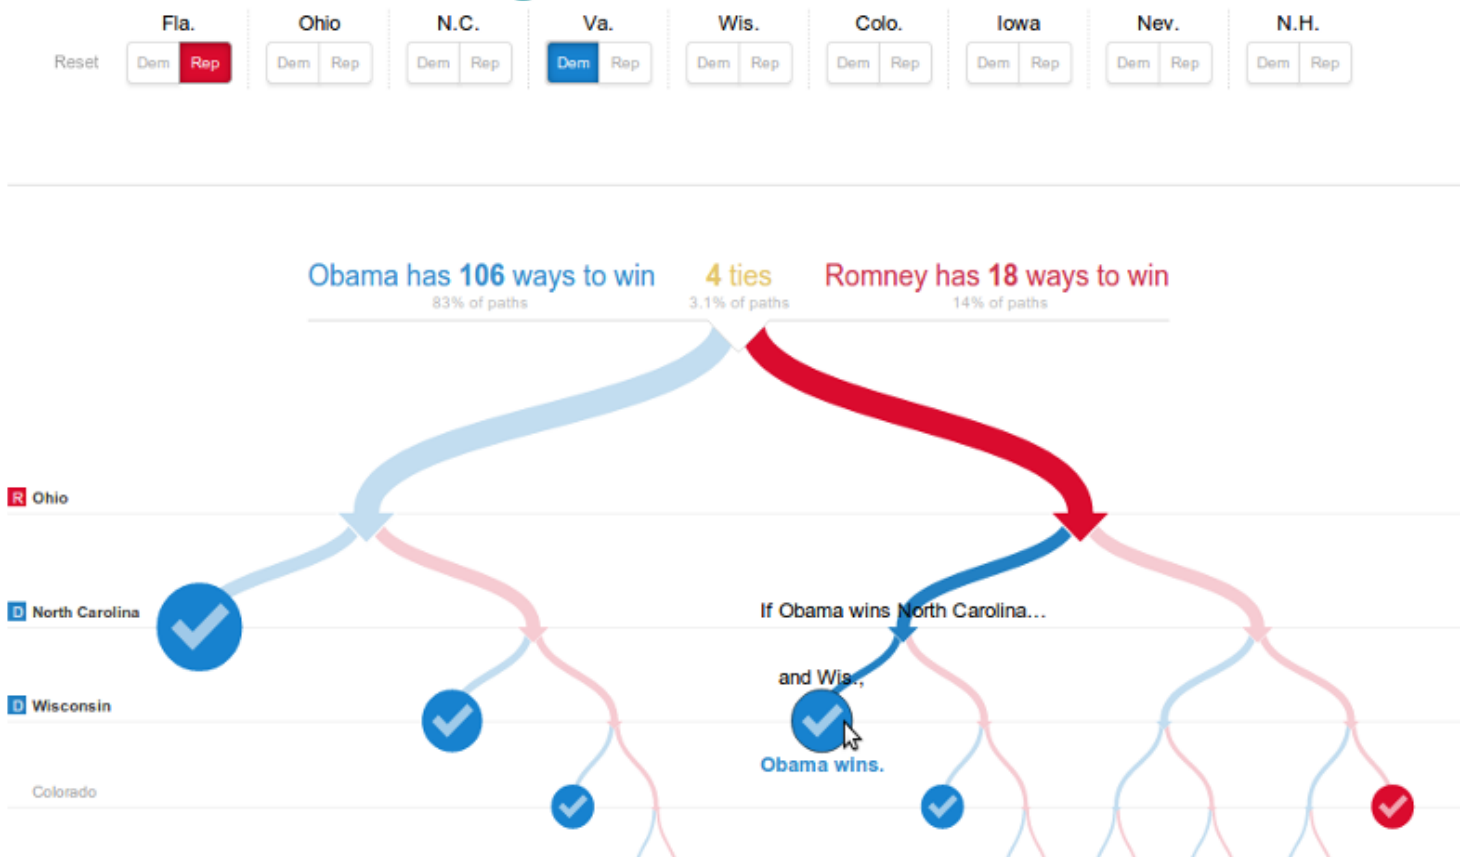 Fla. Ohio N.C. Va. Wis. Colo. Iowa Nev. N.H.
Reset Dem Rep Dem Rep Dem Rep Dem Rep Dem Rep Dem Rep Dem Rep Dem Rep Dem Rep
Obama has 106 ways to win 4 ties Romney has 18 ways to win
83% of paths 3.1% of paths 14% of paths
R Ohio
D North Carolina If Obama wins North Carolina...
and Wis.,
D Wisconsin
Obama wins.
Colorado